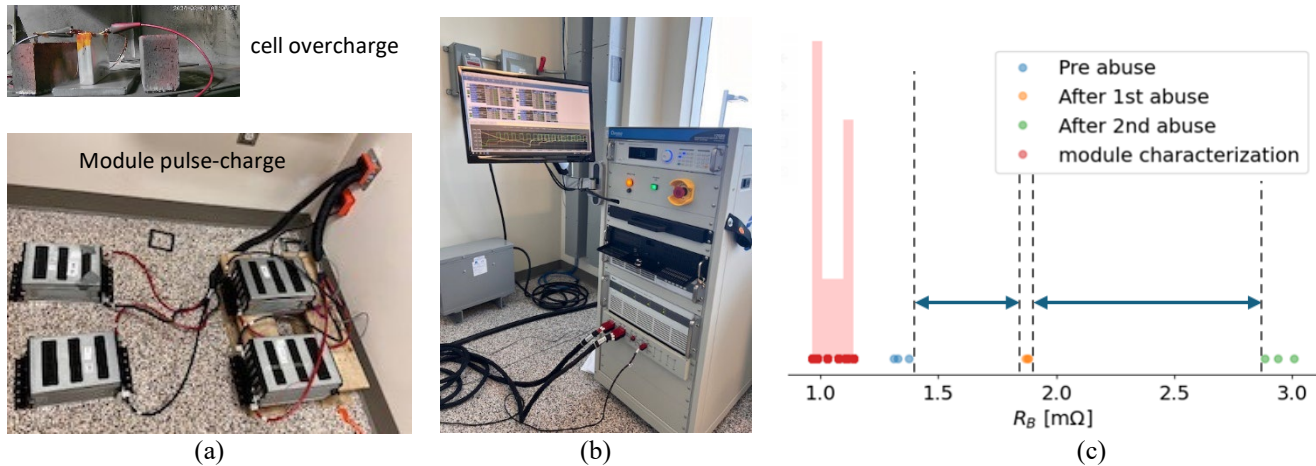 cell overcharge
Module pulse-charge
Pre abuse
After 1st abuse
After 2nd abuse
module characterization
1.0 1.5 2.0 2.5 3.0
R_B [mΩ]
(a) (b) (c)